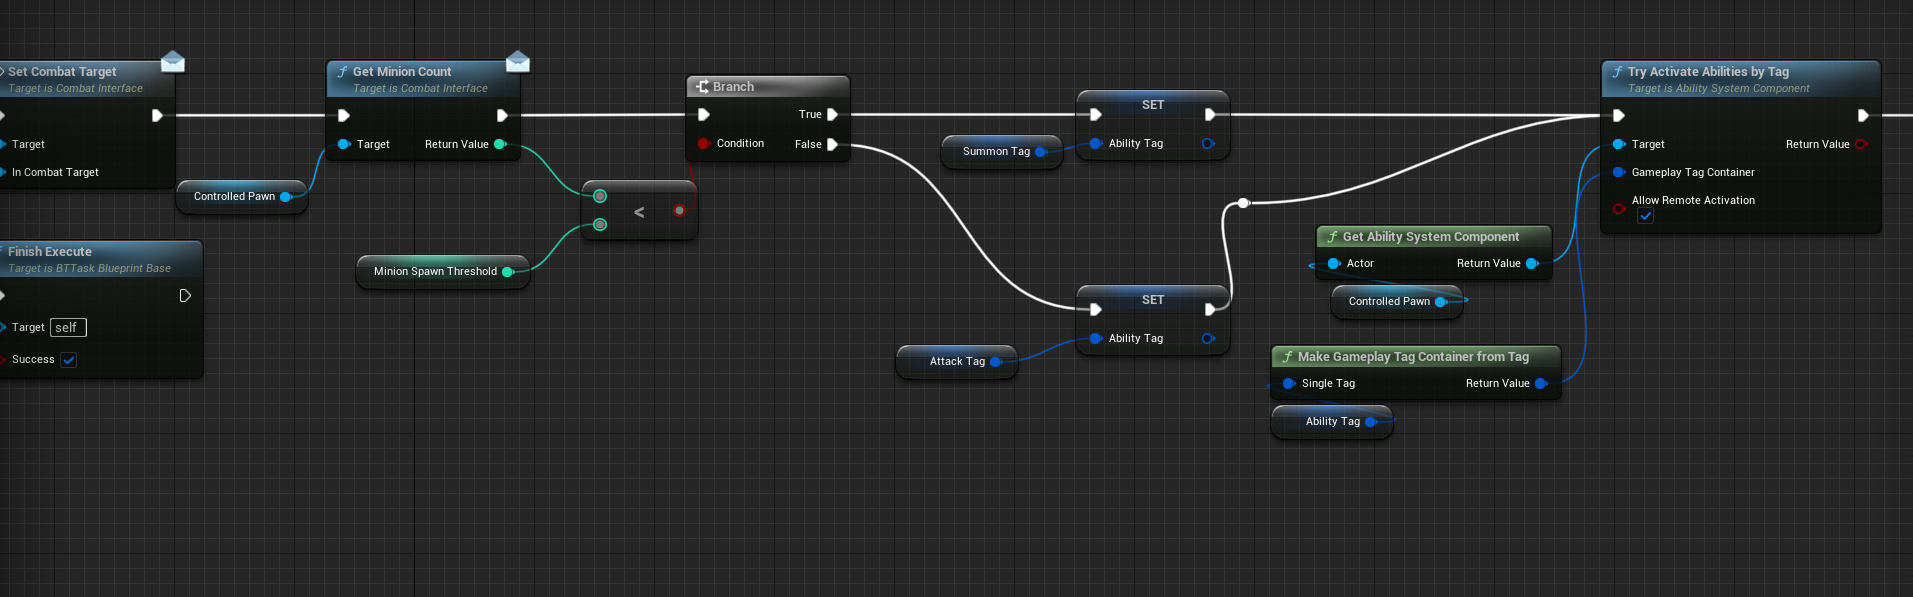 Set Combat Target
Target is Combat Interface
Target
In Combat Target
Controlled Pawn
Finish Execute
Target is BTTask Blueprint Base
Target self
Success
f Get Minion Count
Target is Combat Interface
Target Return Value
Minion Spawn Threshold
<
Branch
True
Condition False
SET
Summon Tag
Ability Tag
SET
Ability Tag
Attack Tag
f Get Ability System Component
Actor Return Value
Controlled Pawn
f Make Gameplay Tag Container from Tag
Single Tag Return Value
Ability Tag
f Try Activate Abilities by Tag
Target is Ability System Component
Target Return Value
Gameplay Tag Container
Allow Remote Activation